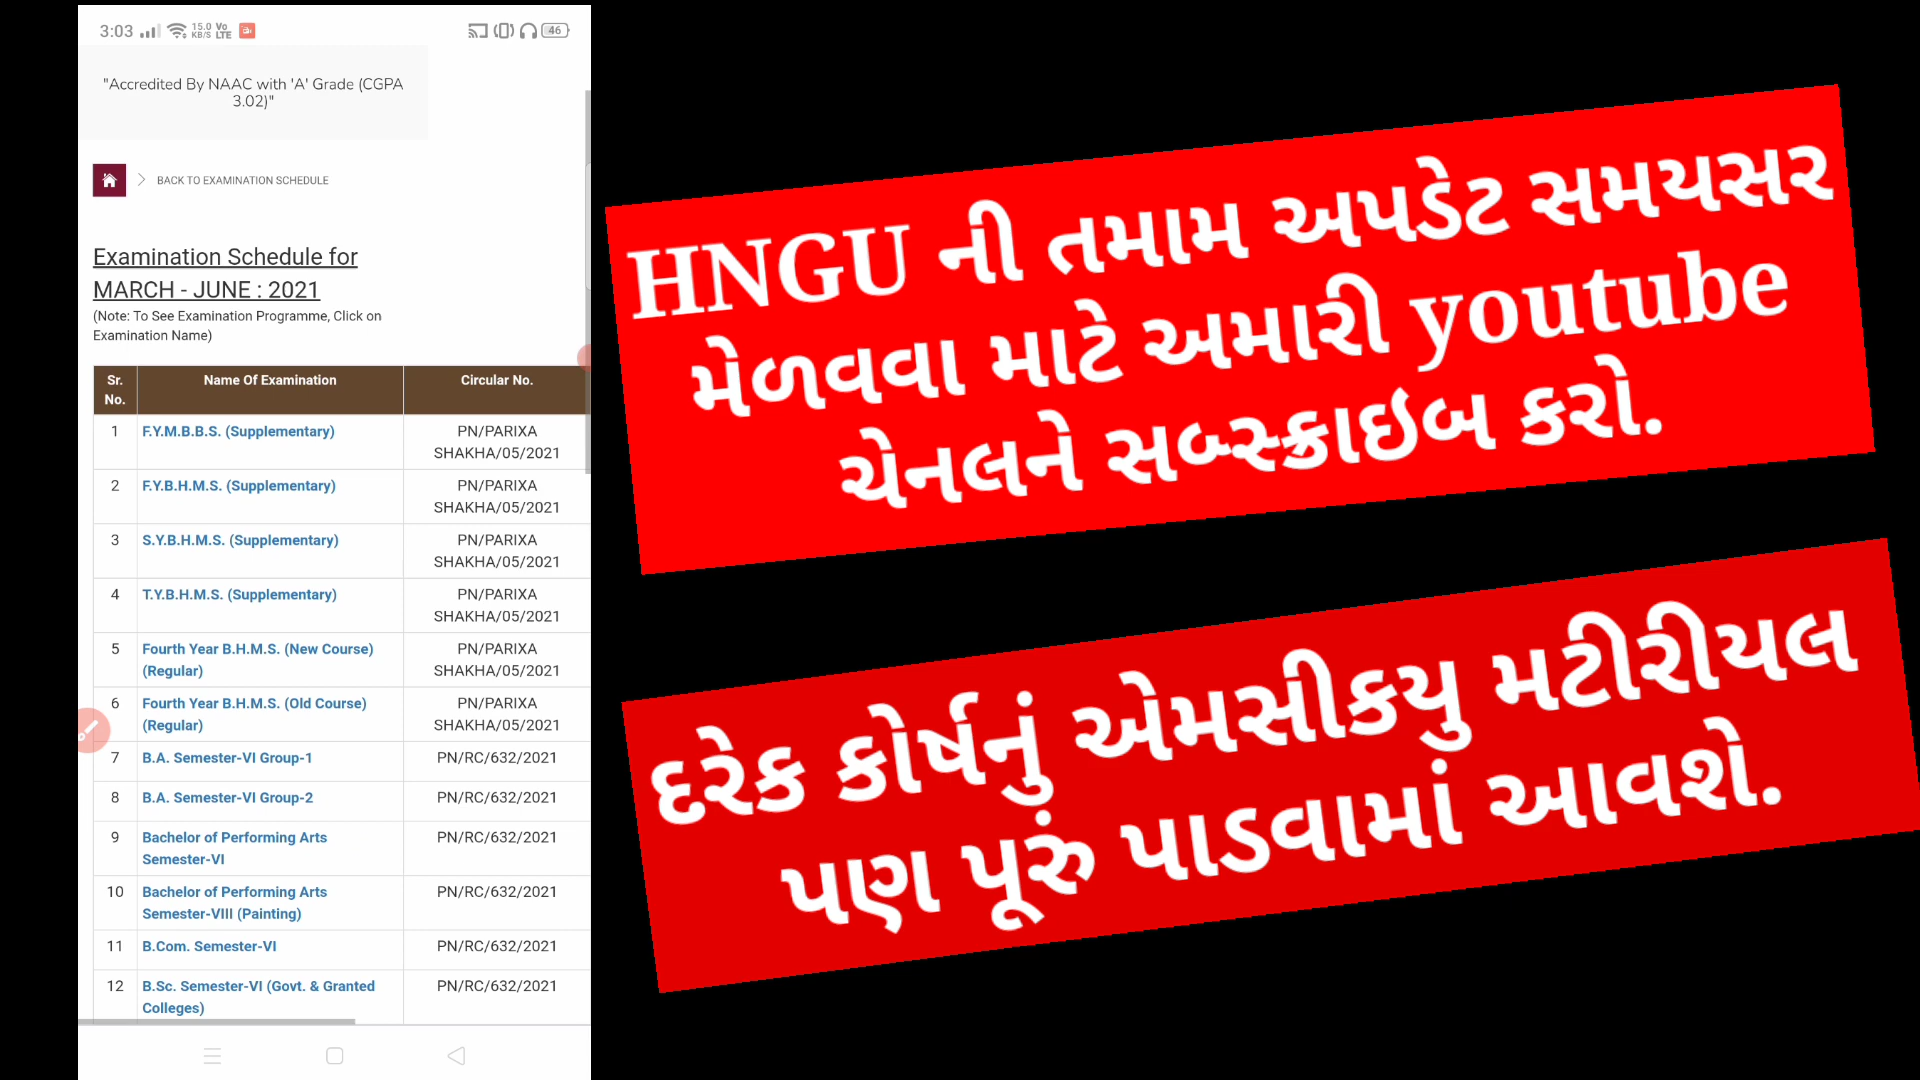 3:03 15.0 KB/S Vo LTE 46
"Accredited By NAAC with 'A' Grade (CGPA
3.02)"
BACK TO EXAMINATION SCHEDULE
Examination Schedule for
MARCH - JUNE : 2021
(Note: To See Examination Programme, Click on
Examination Name)
Sr. No. Name Of Examination Circular No.
1 F.Y.M.B.B.S. (Supplementary) PN/PARIXA
SHAKHA/05/2021
2 F.Y.B.H.M.S. (Supplementary) PN/PARIXA
SHAKHA/05/2021
3 S.Y.B.H.M.S. (Supplementary) PN/PARIXA
SHAKHA/05/2021
4 T.Y.B.H.M.S. (Supplementary) PN/PARIXA
SHAKHA/05/2021
5 Fourth Year B.H.M.S. (New Course) PN/PARIXA
(Regular) SHAKHA/05/2021
6 Fourth Year B.H.M.S. (Old Course) PN/PARIXA
(Regular) SHAKHA/05/2021
7 B.A. Semester-VI Group-1 PN/RC/632/2021
8 B.A. Semester-VI Group-2 PN/RC/632/2021
9 Bachelor of Performing Arts PN/RC/632/2021
Semester-VI
10 Bachelor of Performing Arts PN/RC/632/2021
Semester-VIII (Painting)
11 B.Com. Semester-VI PN/RC/632/2021
12 B.Sc. Semester-VI (Govt. & Granted PN/RC/632/2021
Colleges)
HNGU ની તમામ અપડેટ સમયસર
મેળવવા માટે અમારી youtube
ચેનલને સબ્સ્ક્રાઇબ કરો.
દરેક કોર્ષનું એમસીકયુ મટીરીયલ
પણ પૂરું પાડવામાં આવશે.